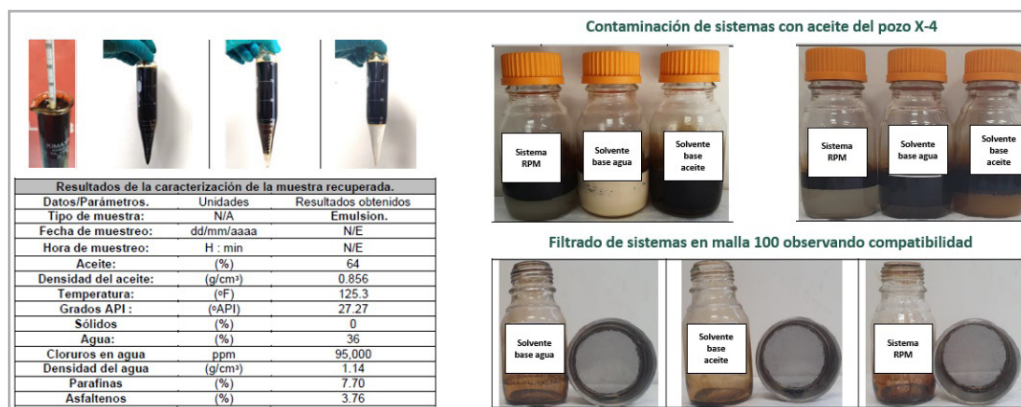 Resultados de la caracterización de la muestra recuperada.
Datos/Parámetros. Unidades Resultados obtenidos
Tipo de muestra: N/A Emulsion.
Fecha de muestreo: dd/mm/aaaa N/E
Hora de muestreo: H : min N/E
Aceite: (%) 64
Densidad del aceite: (g/cm³) 0.856
Temperatura: (ºF) 125.3
Grados API : (ºAPI) 27.27
Sólidos (%) 0
Agua: (%) 36
Cloruros en agua ppm 95,000
Densidad del agua (g/cm³) 1.14
Parafinas (%) 7.70
Asfaltenos (%) 3.76
Contaminación de sistemas con aceite del pozo X-4
Sistema
RPM
Solvente
base agua
Solvente
base
aceite
Sistema
RPM
Solvente
base agua
Solvente
base
aceite
Filtrado de sistemas en malla 100 observando compatibilidad
Solvente
base agua
Solvente
base
aceite
Sistema
RPM